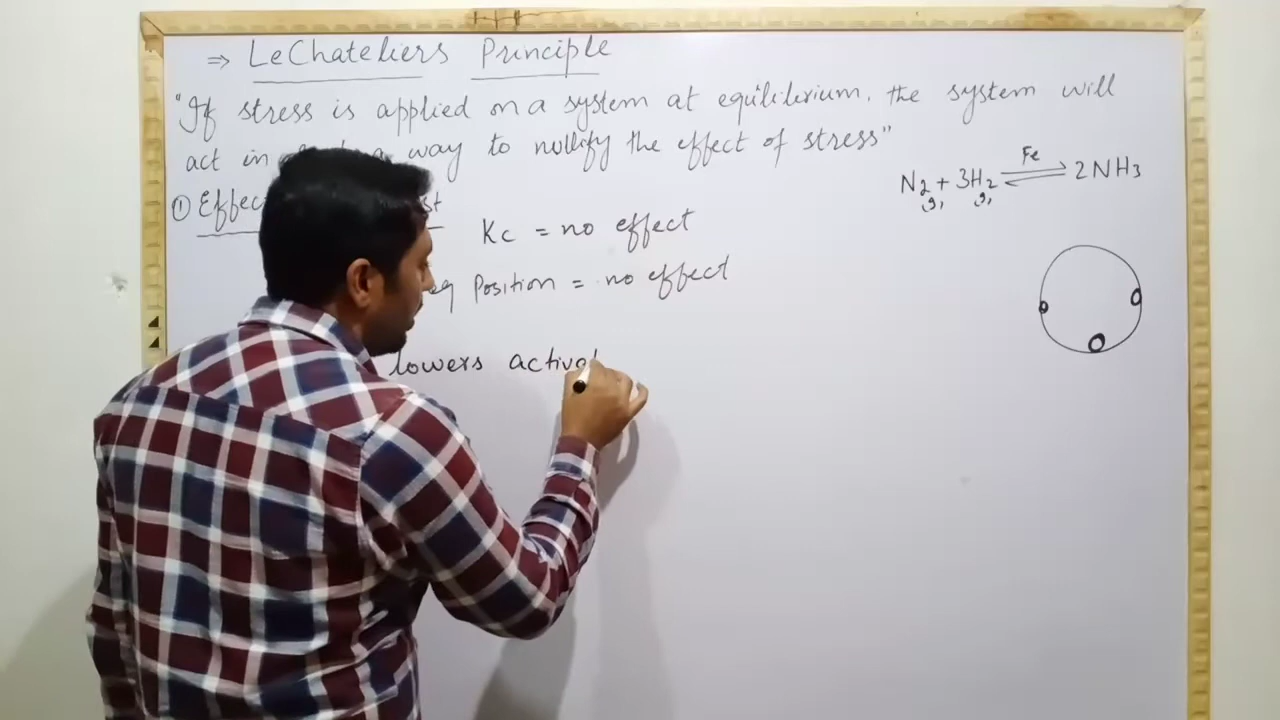 ⇒ LeChateliers Principle
"If stress is applied on a system at equilibrium, the system will
act in a way to nullify the effect of stress"
N2 + 3H2 ⇌ 2NH3
Fe
(g) (g)
①
Kc = no effect
eq Position = no effect
lowers